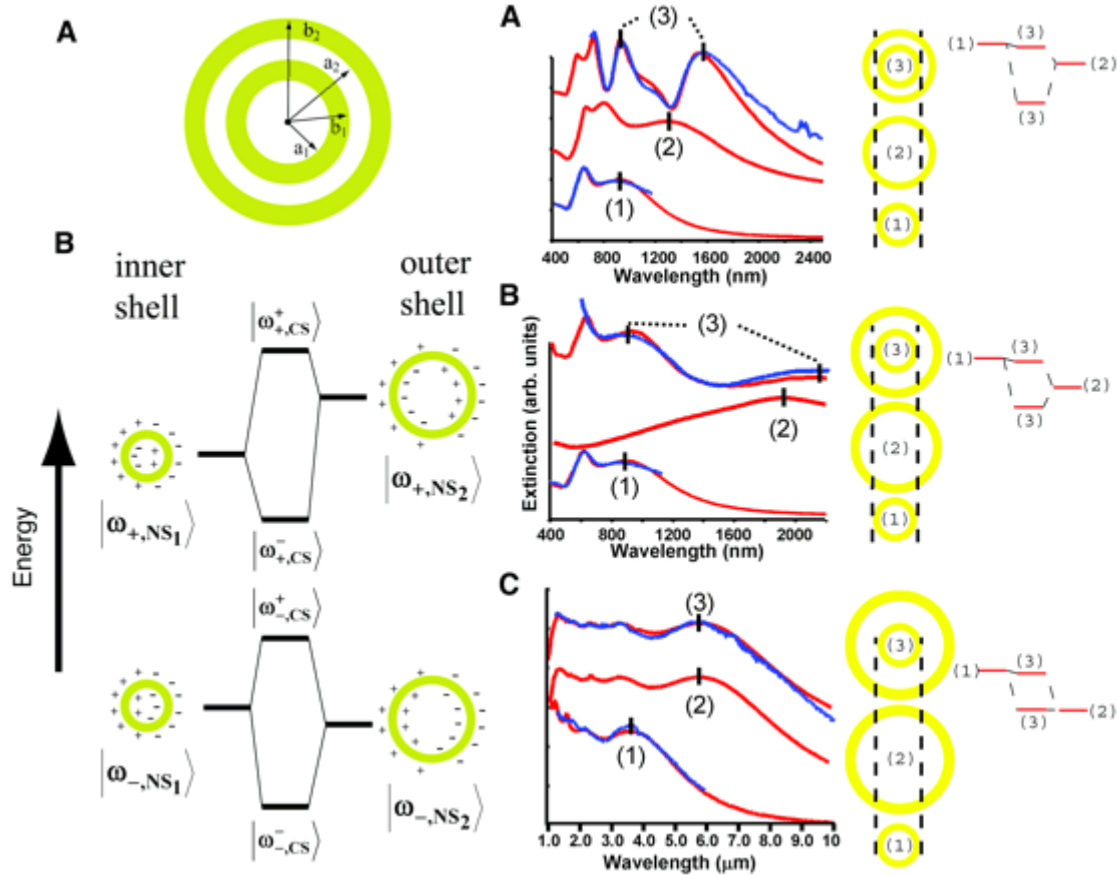 A
b2
a2
b1
a1
B
inner
shell
outer
shell
|ω+,CS+⟩
|ω+,NS1⟩
|ω+,NS2⟩
|ω+,CS-⟩
|ω-,CS+⟩
|ω-,NS1⟩
|ω-,NS2⟩
|ω-,CS-⟩
Energy
A
(3)
(2)
(1)
400 800 1200 1600 2000 2400
Wavelength (nm)
(3)
(2)
(1)
(1) (3) (2)
(3)
B
Extinction (arb. units)
(3)
(2)
(1)
400 800 1200 1600 2000
Wavelength (nm)
(3)
(2)
(1)
(1) (3) (2)
(3)
C
(3)
(2)
(1)
1.0 2.0 3.0 4.0 5.0 6.0 7.0 8.0 9.0 10
Wavelength (μm)
(3)
(2)
(1)
(1) (3)
(3) (2)